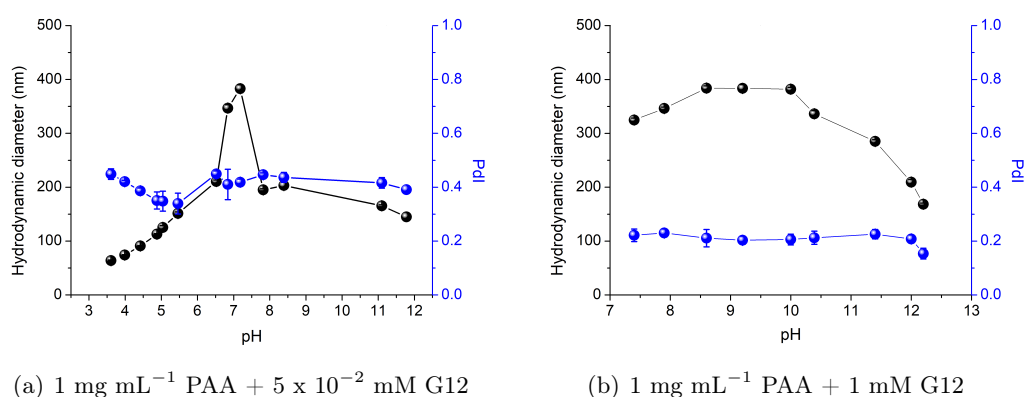 500
400
300
200
100
0
Hydrodynamic diameter (nm)
3 4 5 6 7 8 9 10 11 12
pH
1.0
0.8
0.6
0.4
0.2
0.0
PdI
500
400
300
200
100
0
Hydrodynamic diameter (nm)
7 8 9 10 11 12 13
pH
1.0
0.8
0.6
0.4
0.2
0.0
PdI
(a) 1 mg mL⁻¹ PAA + 5 x 10⁻² mM G12
(b) 1 mg mL⁻¹ PAA + 1 mM G12